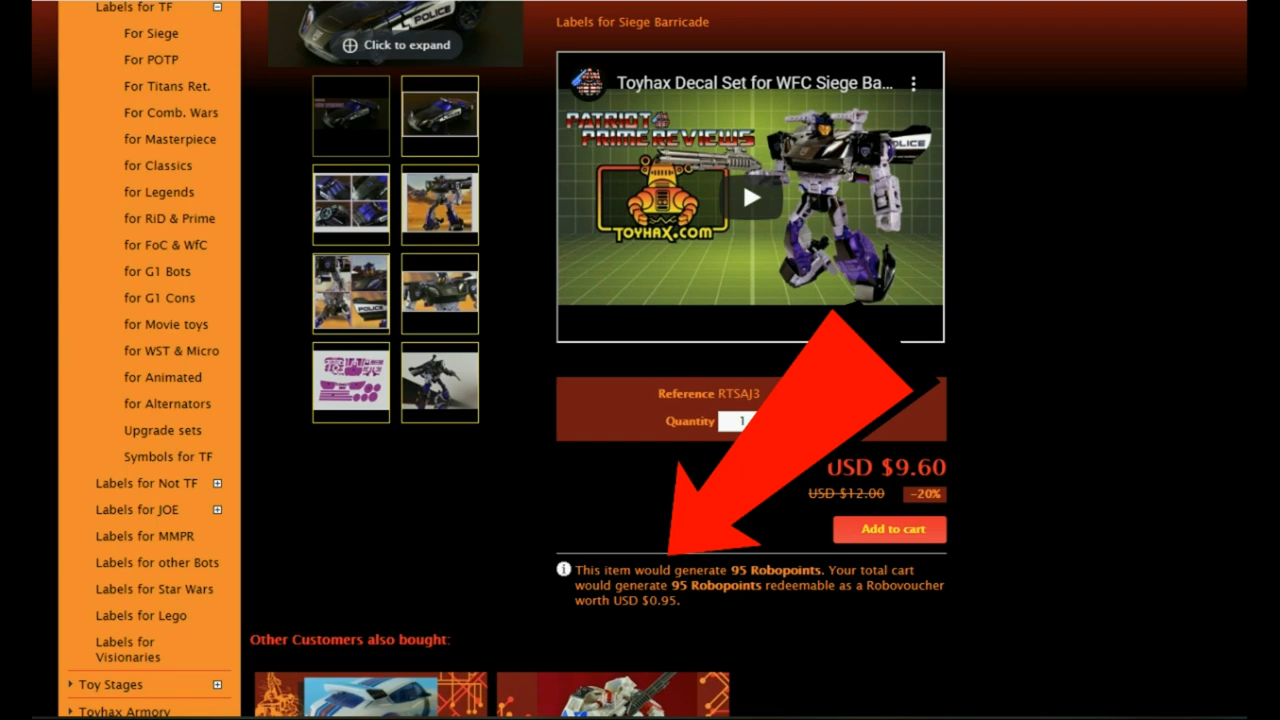 Labels for TF
For Siege
For POTP
For Titans Ret.
For Comb. Wars
for Masterpiece
for Classics
for Legends
for RiD & Prime
for FoC & WfC
for G1 Bots
for G1 Cons
for Movie toys
for WST & Micro
for Animated
for Alternators
Upgrade sets
Symbols for TF
Labels for Not TF
Labels for JOE
Labels for MMPR
Labels for other Bots
Labels for Star Wars
Labels for Lego
Labels for
Visionaries
Toy Stages
Toyhax Armory
POLICE
Click to expand
POLICE
Labels for Siege Barricade
Toyhax Decal Set for WFC Siege Ba...
PATRIOT
PRIME REVIEWS
TOYHAX.COM
Reference RTSAJ3
Quantity 1
USD $9.60
USD $12.00 -20%
Add to cart
This item would generate 95 Robopoints. Your total cart
would generate 95 Robopoints redeemable as a Robovoucher
worth USD $0.95.
Other Customers also bought: